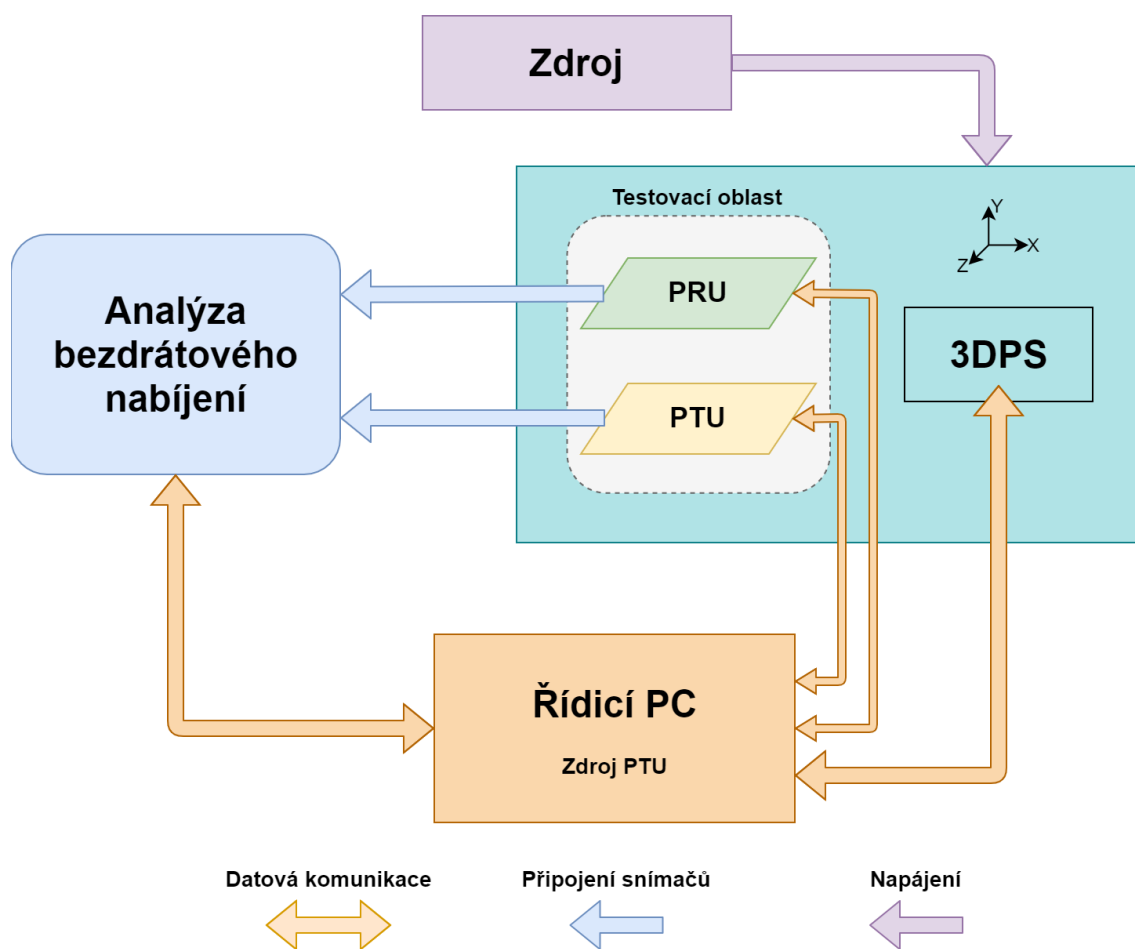 Zdroj
Testovací oblast
Y
X
Z
PRU
3DPS
PTU
Analýza
bezdrátového
nabíjení
Řídicí PC
Zdroj PTU
Datová komunikace
Připojení snímačů
Napájení